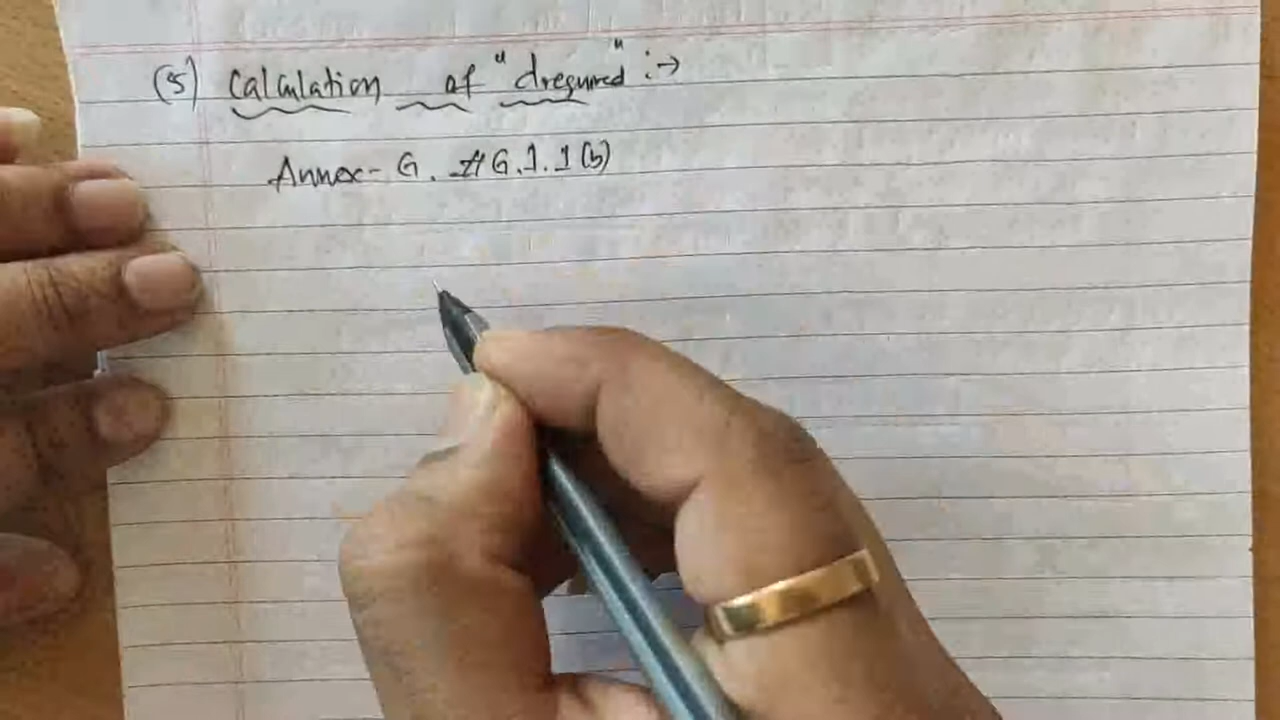 (5) Calculation of "drequired" :→
Annex- G. # G.1.1(b)